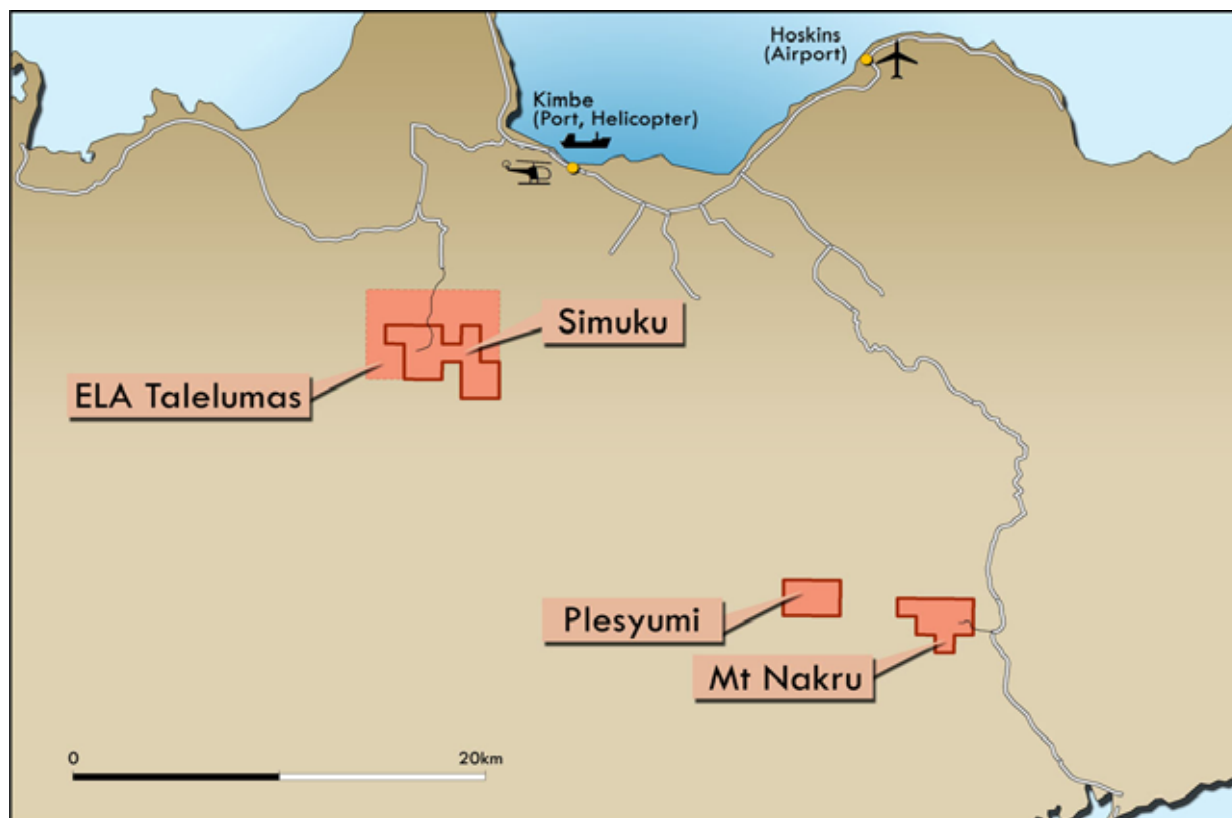 Hoskins
(Airport)
Kimbe
(Port, Helicopter)
Simuku
ELA Talelumas
Plesyumi
Mt Nakru
0 20km